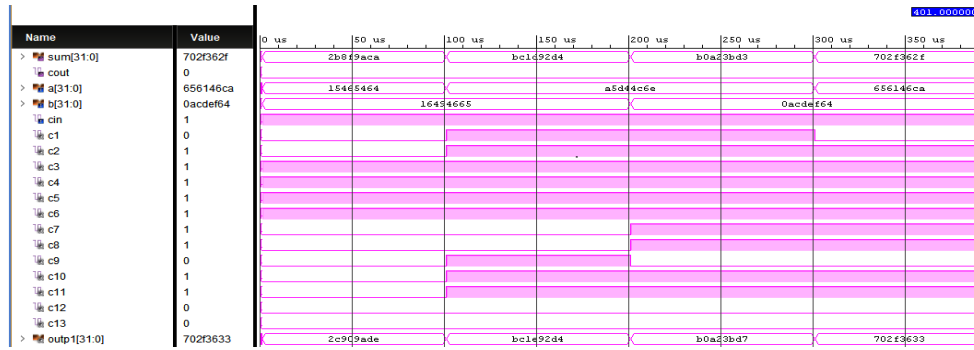 401.000000
Name Value 0 us 50 us 100 us 150 us 200 us 250 us 300 us 350 us
sum[31:0] 702f362f 2b8f9aca bc1d92d4 b0a23bd3 702f362f
cout 0
a[31:0] 656146ca 15465464 a5d44c6e 656146ca
b[31:0] 0acdef64 16494665 0acdef64
cin 1
c1 0
c2 1
c3 1
c4 1
c5 1
c6 1
c7 1
c8 1
c9 0
c10 1
c11 1
c12 0
c13 0
outp1[31:0] 702f3633 2c909ade bc1e92d4 b0a23bd7 702f3633